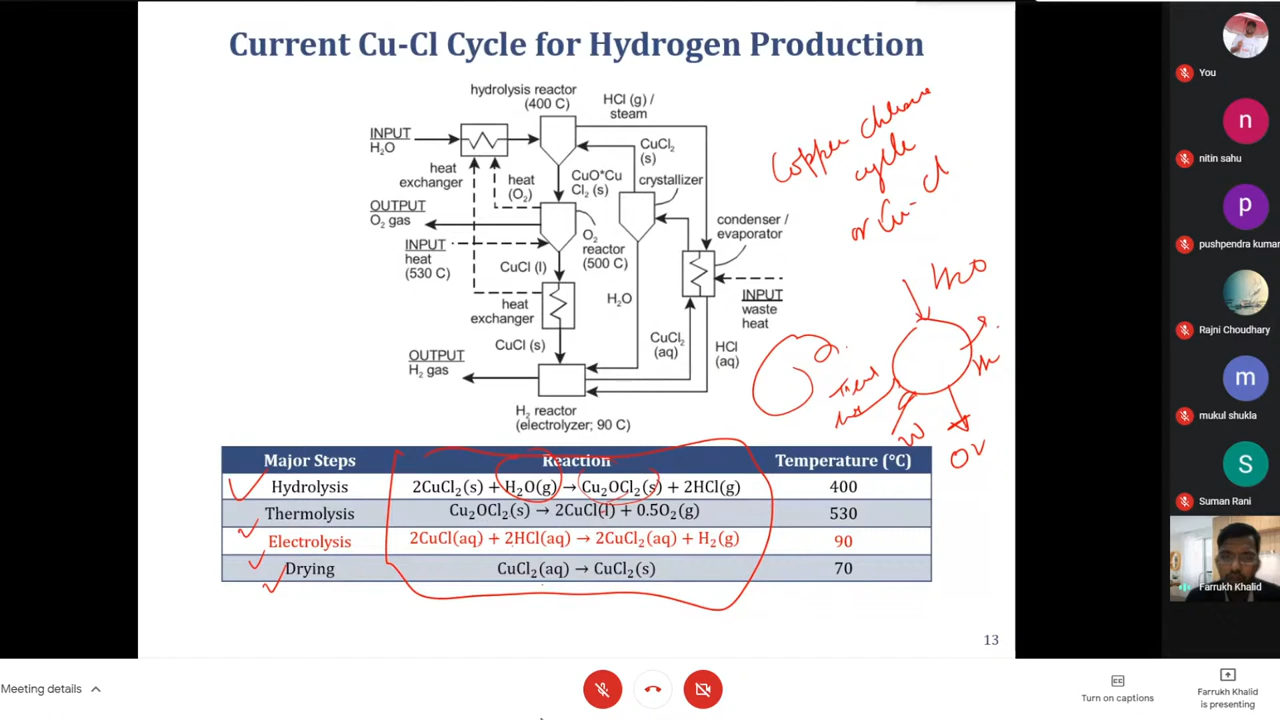 13
Current Cu-Cl Cycle for Hydrogen Production
hydrolysis reactor
(400 C)
HCl (g) /
steam
INPUT
H₂O
CuCl₂
(s)
heat
exchanger
heat
(O₂)
CuO*Cu
Cl₂ (s)
crystallizer
OUTPUT
O₂ gas
condenser /
evaporator
INPUT
heat
(530 C)
O₂
reactor
(500 C)
CuCl (l)
heat
exchanger
H₂O
INPUT
waste
heat
CuCl (s)
CuCl₂
(aq)
HCl
(aq)
OUTPUT
H₂ gas
H₂ reactor
(electrolyzer; 90 C)
Copper chlorine
cycle
or Cu-Cl
H₂O
Major Steps Reaction Temperature (°C)
Hydrolysis 2CuCl₂(s) + H₂O(g) → Cu₂OCl₂(s) + 2HCl(g) 400
Thermolysis Cu₂OCl₂(s) → 2CuCl(l) + 0.5O₂(g) 530
Electrolysis 2CuCl(aq) + 2HCl(aq) → 2CuCl₂(aq) + H₂(g) 90
Drying CuCl₂(aq) → CuCl₂(s) 70
13
You
n
nitin sahu
p
pushpendra kumar
Rajni Choudhary
m
mukul shukla
S
Suman Rani
Farrukh Khalid
Meeting details
CC
Turn on captions
Farrukh Khalid
is presenting